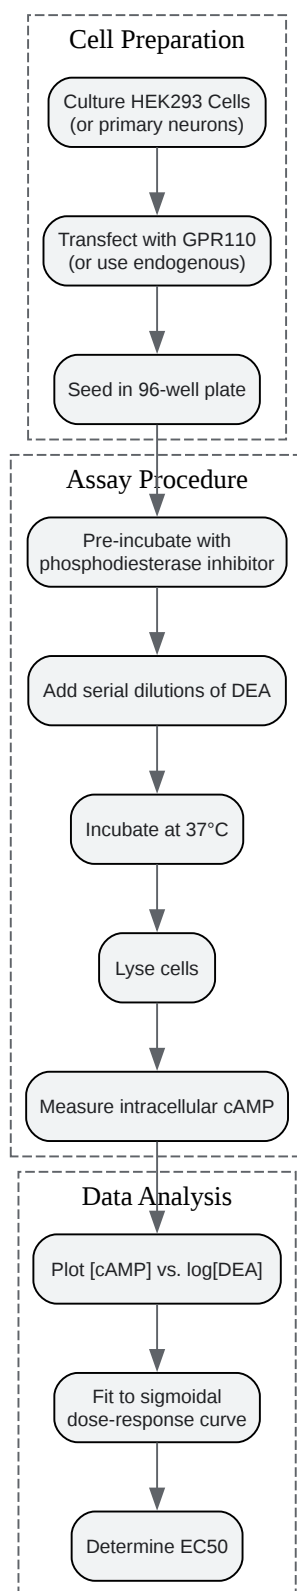 Cell Preparation
Culture HEK293 Cells
(or primary neurons)
Transfect with GPR110
(or use endogenous)
Seed in 96-well plate
Assay Procedure
Pre-incubate with
phosphodiesterase inhibitor
Add serial dilutions of DEA
Incubate at 37°C
Lyse cells
Measure intracellular cAMP
Data Analysis
Plot [cAMP] vs. log[DEA]
Fit to sigmoidal
dose-response curve
Determine EC50